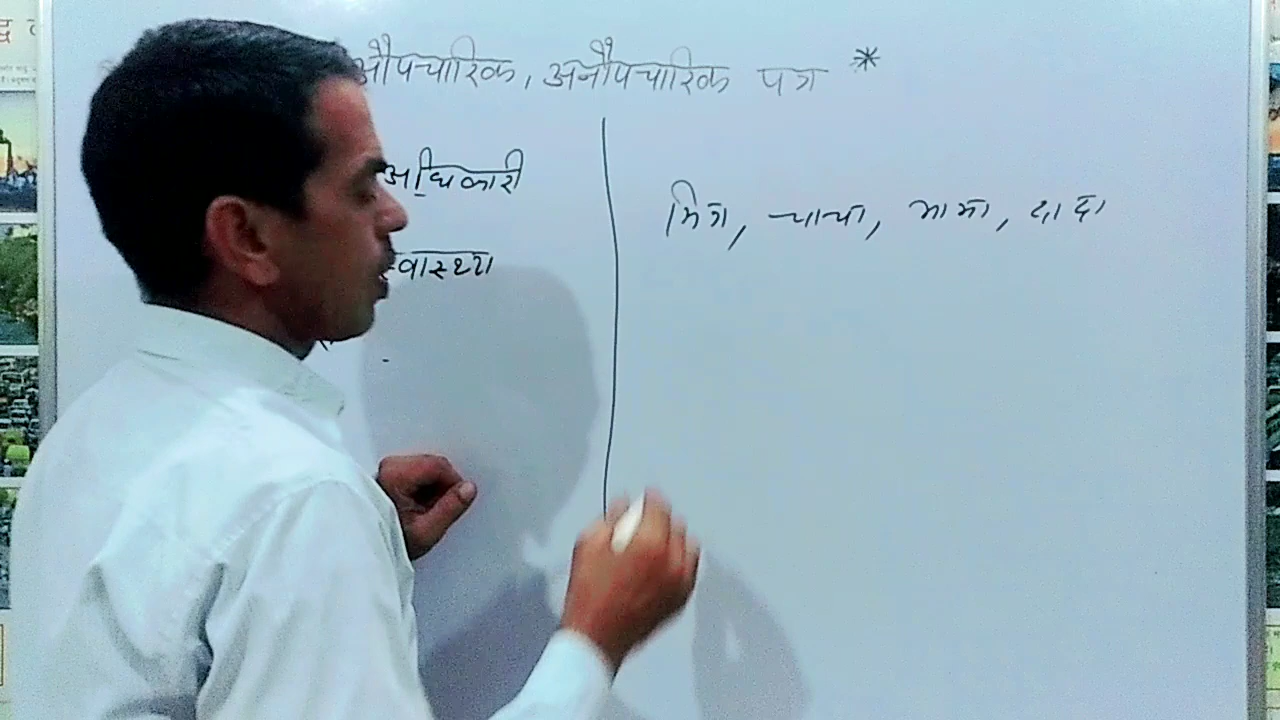 औपचारिक, अनौपचारिक पत्र *
अधिकारी
मित्र, चाचा, मामा, दादा
स्वास्थ्य